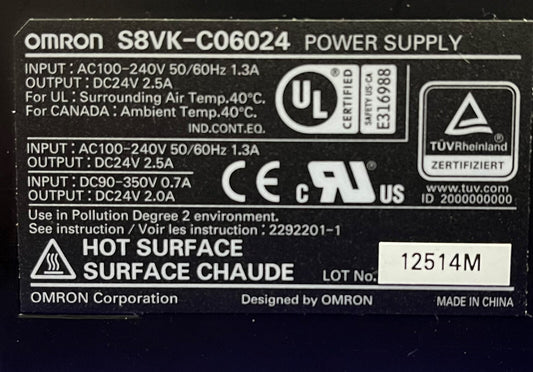 OMRON S8VK-C06024 POWER SUPPLY
INPUT : AC100-240V 50/60Hz 1.3A
OUTPUT : DC24V 2.5A
For UL : Surrounding Air Temp.40°C.
For CANADA : Ambient Temp.40°C.
IND.CONT.EQ.
UL ®
CERTIFIED
SAFETY US-CA
E316988
TÜVRheinland
ZERTIFIZIERT
www.tuv.com
ID 2000000000
INPUT : AC100-240V 50/60Hz 1.3A
OUTPUT : DC24V 2.5A
INPUT : DC90-350V 0.7A
OUTPUT : DC24V 2.0A
CE c RU US
Use in Pollution Degree 2 environment.
See instruction / Voir les instruction : 2292201-1
HOT SURFACE
SURFACE CHAUDE
LOT No. 12514M
OMRON Corporation Designed by OMRON MADE IN CHINA